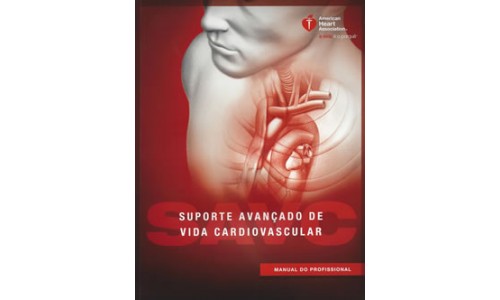 American
Heart
Association®
SAVC
SUPORTE AVANÇADO DE
VIDA CARDIOVASCULAR
MANUAL DO PROFISSIONAL